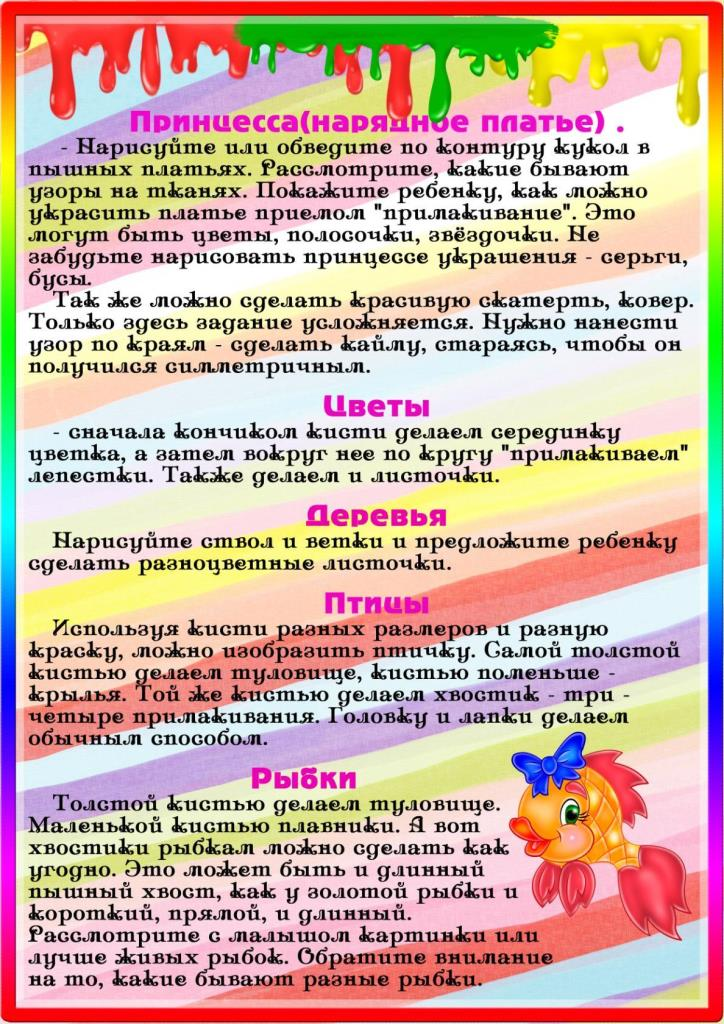 Принцесса(нарядное платье) .
- Нарисуйте или обведите по контуру кукол в
пышных платьях. Рассмотрите, какие бывают
узоры на тканях. Покажите ребенку, как можно
украсить платье приемом "примакивание". Это
могут быть цветы, полосочки, звёздочки. Не
забудьте нарисовать принцессе украшения - серьги,
бусы.
Так же можно сделать красивую скатерть, ковер.
Только здесь задание усложняется. Нужно нанести
узор по краям - сделать кайму, стараясь, чтобы он
получился симметричным.
Цветы
- сначала кончиком кисти делаем серединку
цветка, а затем вокруг нее по кругу "примакиваем"
лепестки. Также делаем и листочки.
Деревья
Нарисуйте ствол и ветки и предложите ребенку
сделать разноцветные листочки.
Птицы
Используя кисти разных размеров и разную
краску, можно изобразить птичку. Самой толстой
кистью делаем туловище, кистью поменьше -
крылья. Той же кистью делаем хвостик - три -
четыре примакивания. Головку и лапки делаем
обычным способом.
Рыбки
Толстой кистью делаем туловище.
Маленькой кистью плавники. А вот
хвостики рыбкам можно сделать как
угодно. Это может быть и длинный
пышный хвост, как у золотой рыбки и
короткий, прямой, и длинный.
Рассмотрите с малышом картинки или
лучше живых рыбок. Обратите внимание
на то, какие бывают разные рыбки.